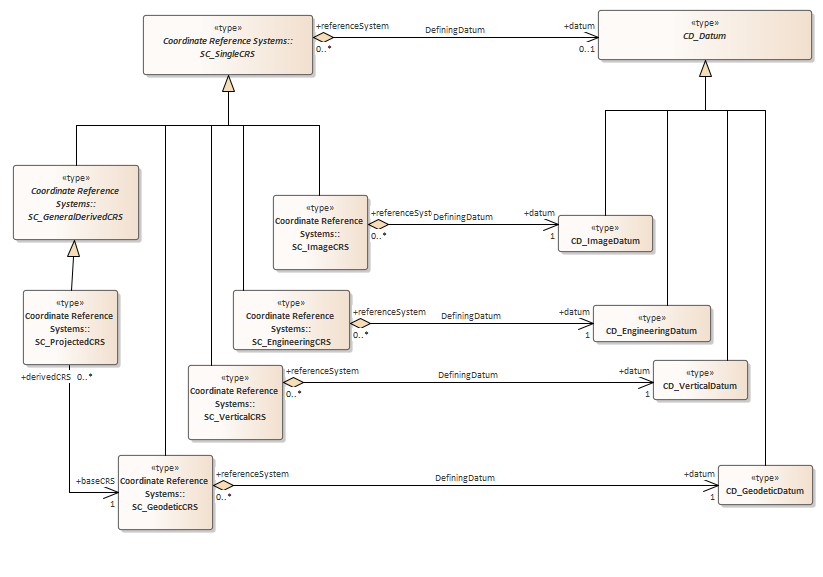 «type»
Coordinate Reference Systems::
SC_SingleCRS
+referenceSystem
0..*
DefiningDatum
+datum
0..1
«type»
CD_Datum
«type»
Coordinate Reference
Systems::
SC_GeneralDerivedCRS
«type»
Coordinate Reference
Systems::
SC_ImageCRS
+referenceSyst
0..*
DefiningDatum
+datum
1
«type»
CD_ImageDatum
«type»
Coordinate Reference
Systems::
SC_ProjectedCRS
«type»
Coordinate Reference
Systems::
SC_EngineeringCRS
+referenceSystem
0..*
DefiningDatum
+datum
1
«type»
CD_EngineeringDatum
+derivedCRS 0..*
«type»
Coordinate Reference
Systems::
SC_VerticalCRS
+referenceSystem
0..*
DefiningDatum
+datum
1
«type»
CD_VerticalDatum
+baseCRS
1
«type»
Coordinate Reference
Systems::
SC_GeodeticCRS
+referenceSystem
0..*
DefiningDatum
+datum
1
«type»
CD_GeodeticDatum